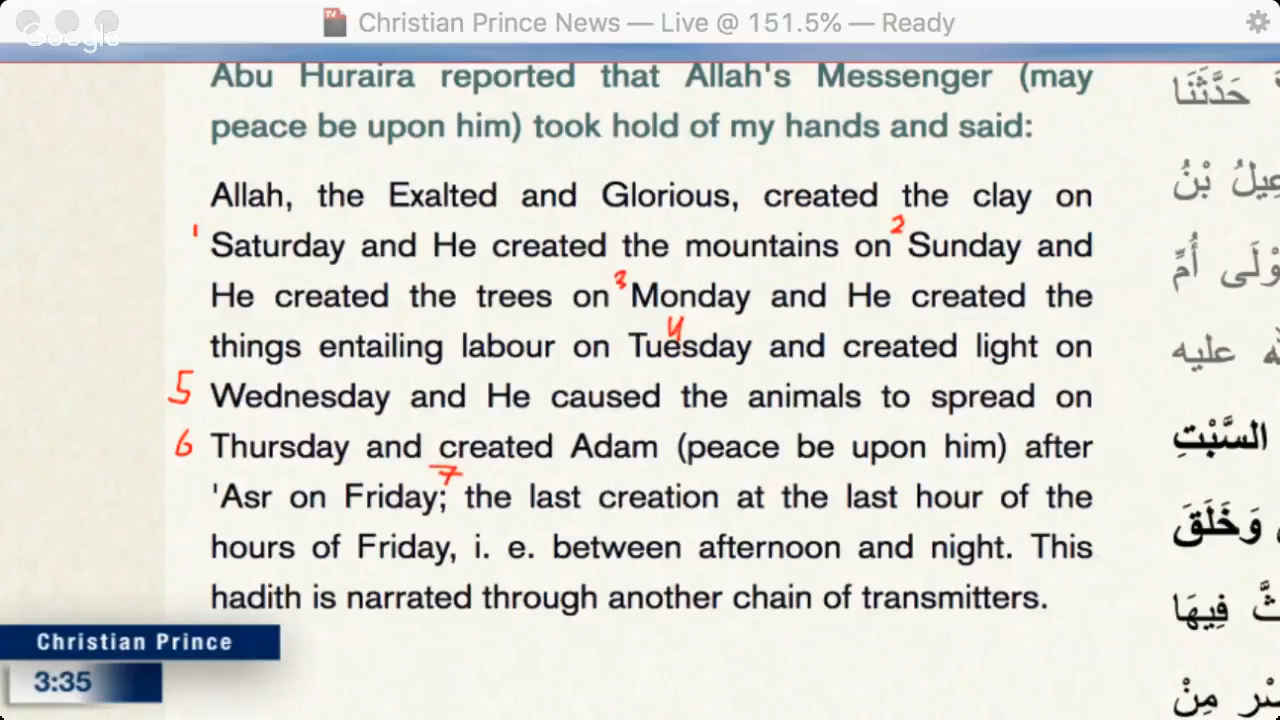 Christian Prince News — Live @ 151.5% — Ready
Google
Abu Huraira reported that Allah's Messenger (may
peace be upon him) took hold of my hands and said:
Allah, the Exalted and Glorious, created the clay on
1 Saturday and He created the mountains on 2 Sunday and
He created the trees on 3 Monday and He created the
things entailing labour on Tuesday 4 and created light on
5 Wednesday and He caused the animals to spread on
6 Thursday and created Adam (peace be upon him) after
'Asr on Friday; 7 the last creation at the last hour of the
hours of Friday, i. e. between afternoon and night. This
hadith is narrated through another chain of transmitters.
حَدَّثَنَا
بْنُ
أُمِّ
عليه
السَّبْتِ
وَخَلَقَ
فِيهَا
مِنْ
Christian Prince
3:35